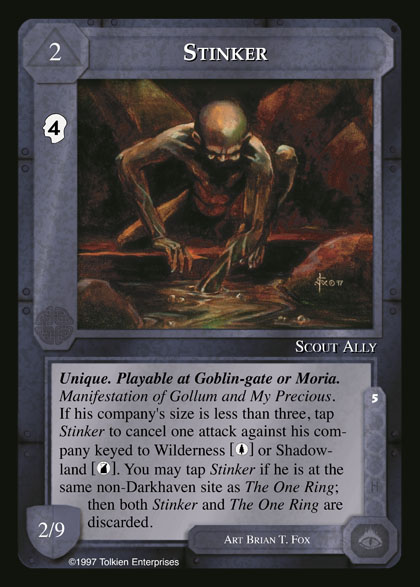 2
STINKER
4
SCOUT ALLY
Unique. Playable at Goblin-gate or Moria.
Manifestation of Gollum and My Precious.
If his company's size is less than three, tap
Stinker to cancel one attack against his com-
pany keyed to Wilderness [ ] or Shadow-
land [ ]. You may tap Stinker if he is at the
same non-Darkhaven site as The One Ring;
then both Stinker and The One Ring are
discarded.
5
2/9
ART BRIAN T. FOX
©1997 Tolkien Enterprises